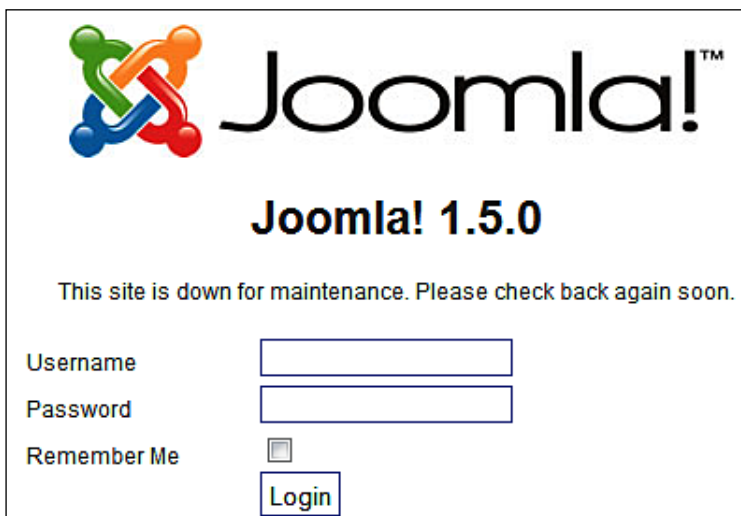 Joomla!™
Joomla! 1.5.0
This site is down for maintenance. Please check back again soon.
Username
Password
Remember Me
Login